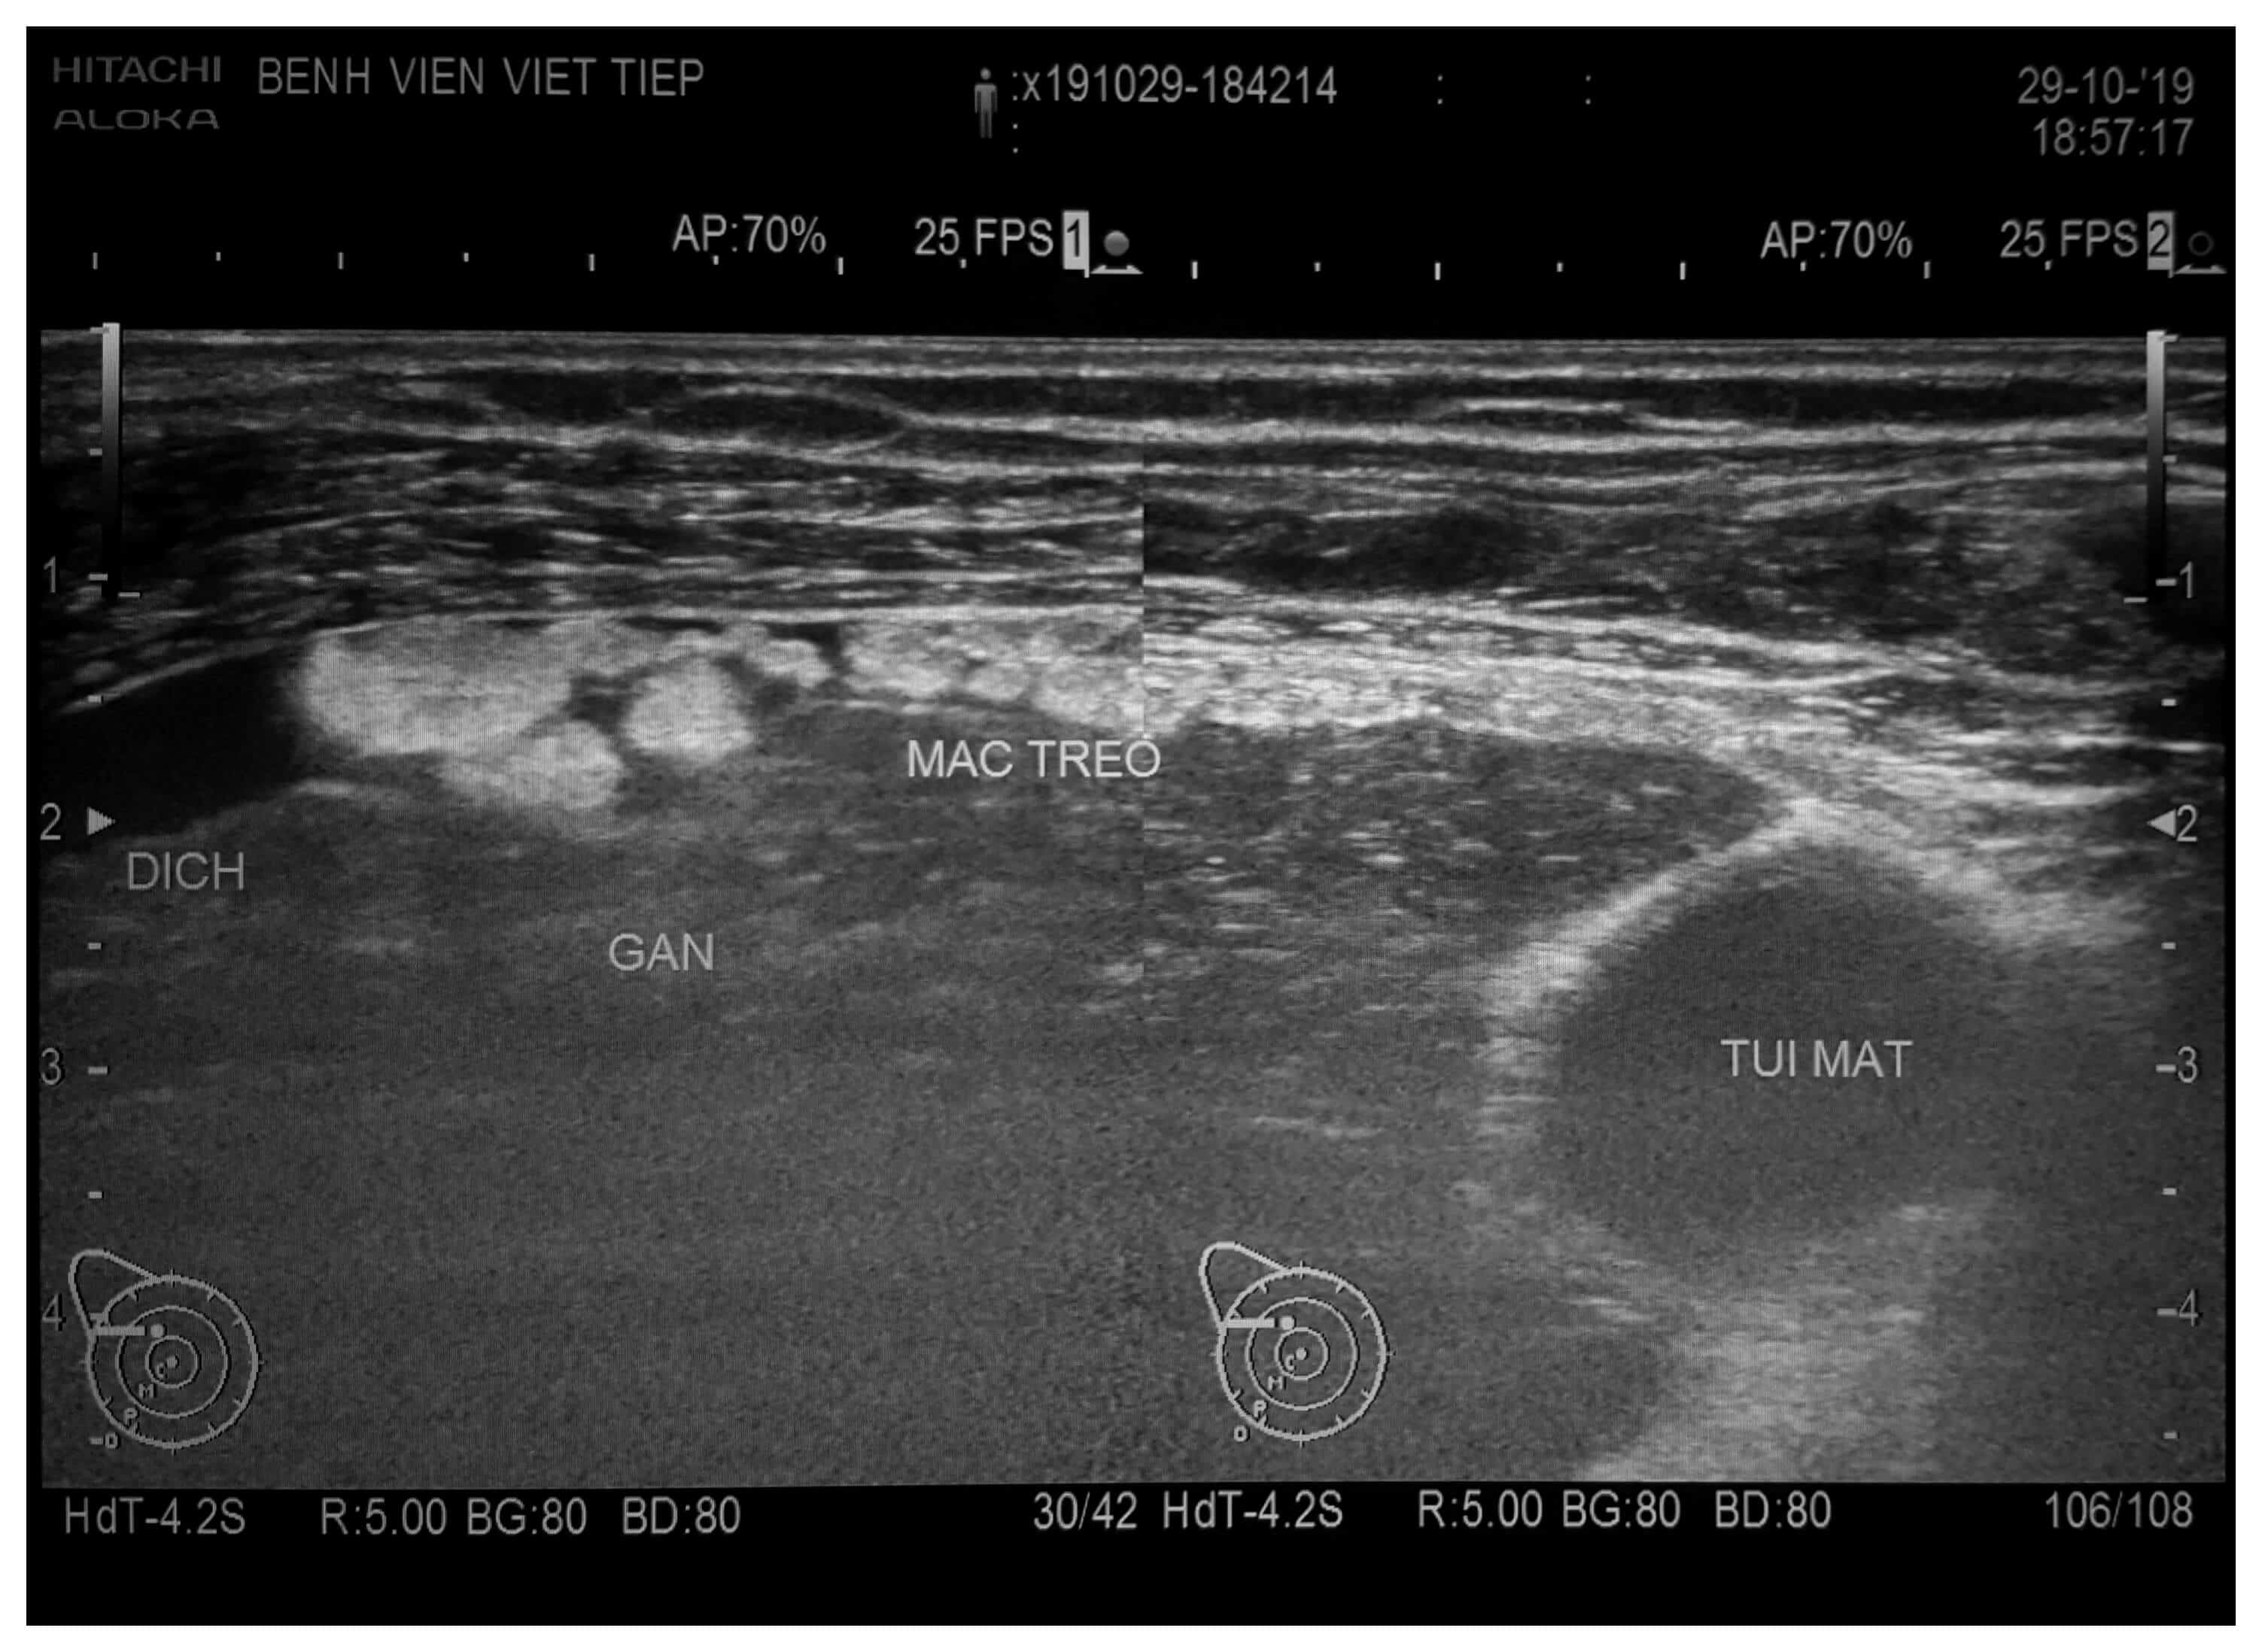 HITACHI ALOKA
BENH VIEN VIET TIEP
:x191029-184214 : :
:
29-10-'19
18:57:17
AP:70% 25 FPS 1
AP:70% 25 FPS 2
1
1
MAC TREO
2
2
DICH
GAN
3
TUI MAT
3
4
4
C
M
P
O
C
M
P
O
HdT-4.2S R:5.00 BG:80 BD:80 30/42
HdT-4.2S R:5.00 BG:80 BD:80 106/108